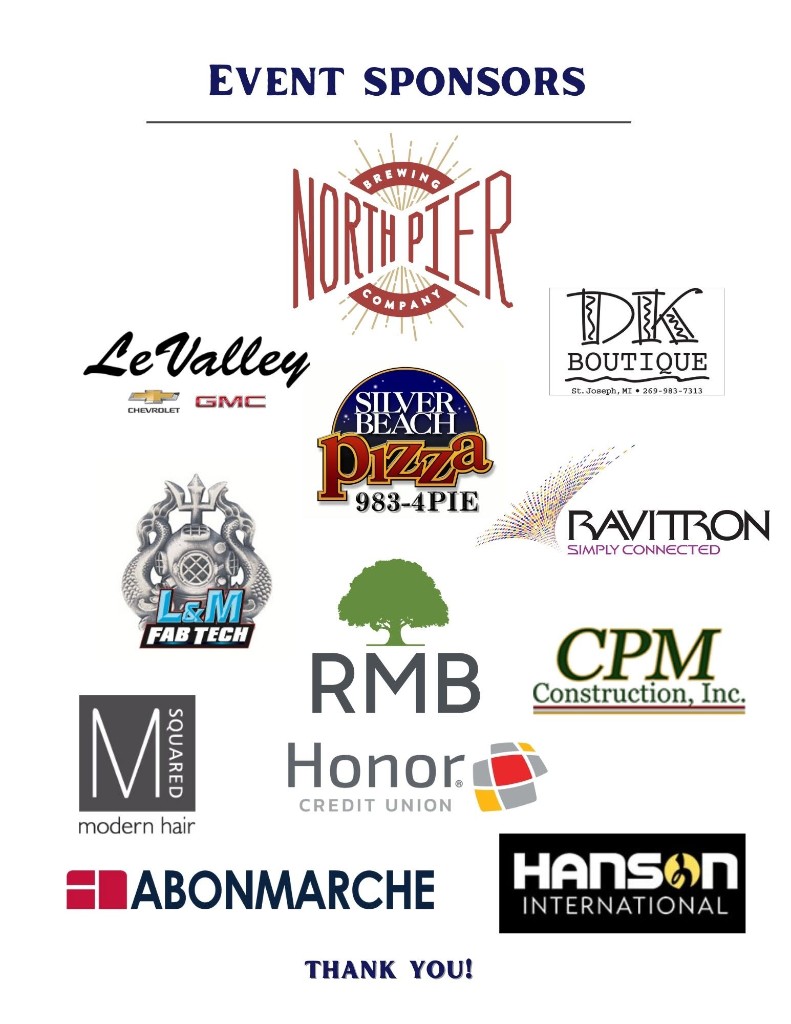 EVENT SPONSORS
BREWING
NORTH PIER
COMPANY
DK
BOUTIQUE
St. Joseph, MI • 269-983-7313
LeValley
CHEVROLET GMC
SILVER
BEACH
Pizza
983-4PIE
RAVITRON
SIMPLY CONNECTED
L&M
FAB TECH
RMB
CPM
Construction, Inc.
M SQUARED
modern hair
Honor®
CREDIT UNION
ABONMARCHE
HANSON
INTERNATIONAL
THANK YOU!